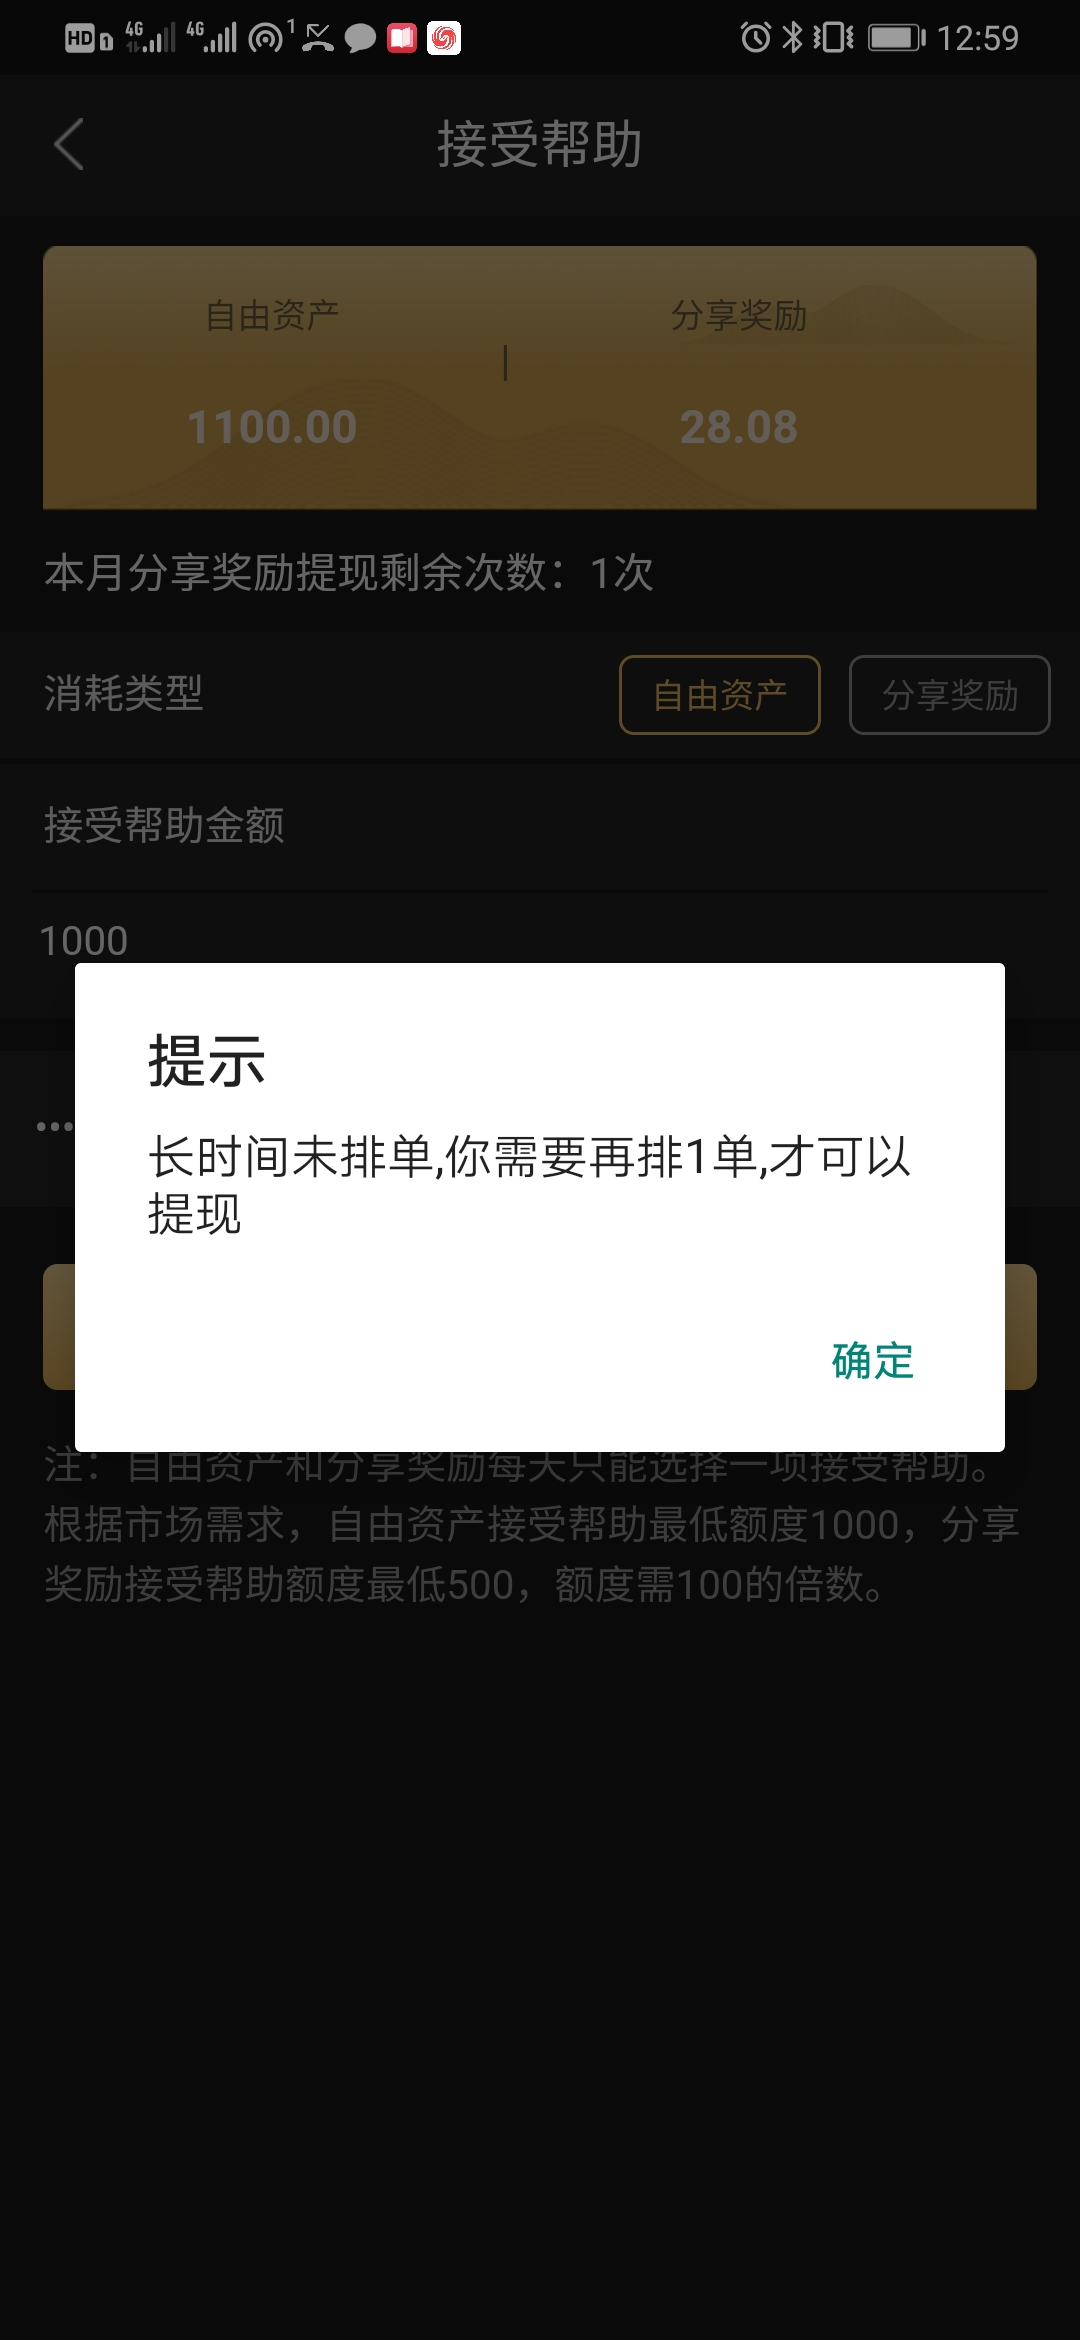 HD 1 4G 4G 1 12:59
接受帮助
自由资产 分享奖励
1100.00 28.08
本月分享奖励提现剩余次数：1次
消耗类型 自由资产 分享奖励
接受帮助金额
1000
提示
长时间未排单,你需要再排1单,才可以
提现
确定
注：自由资产和分享奖励每天只能选择一项接受帮助。
根据市场需求，自由资产接受帮助最低额度1000，分享
奖励接受帮助额度最低500，额度需100的倍数。